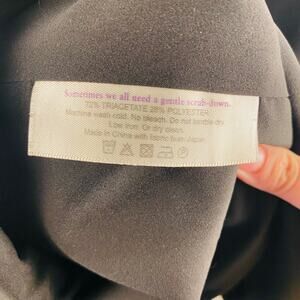 Sometimes we all need a gentle scrub-down.
72% TRIACETATE 28% POLYESTER
Machine wash cold. No bleach. Do not tumble dry.
Low iron. Or dry clean.
Made in China with fabric from Japan